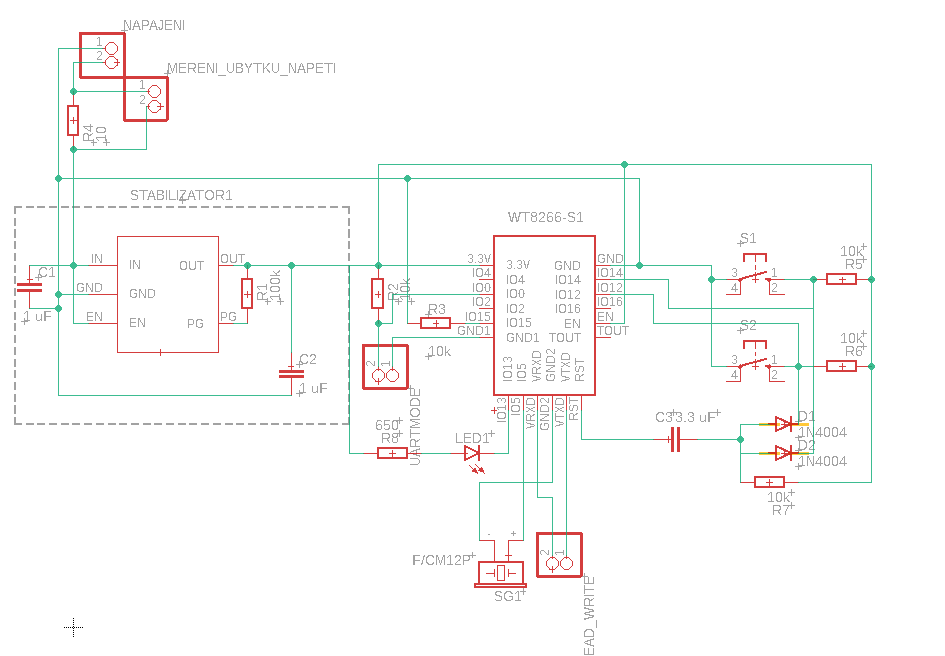 NAPAJENI
1
2
MERENI_UBYTKU_NAPETI
1
2
R4
10
STABILIZATOR1
WT8266-S1
C1
1 uF
IN
GND
EN
IN
GND
EN
OUT
PG
OUT
PG
R1
100k
C2
1 uF
R2
10k
R3
10k
2
1
UARTMODE
3.3V
IO4
IO0
IO2
IO15
GND1
3.3V
IO4
IO0
IO2
IO15
GND1
GND
IO14
IO12
IO16
EN
TOUT
GND
IO14
IO12
IO16
EN
TOUT
IO13
IO5
VRXD
GND2
VTXD
RST
IO13
IO5
VRXD
GND2
VTXD
RST
S1
3
4
1
2
10k
R5
S2
3
4
1
2
10k
R6
C3
3.3 uF
D1
1N4004
D2
1N4004
10k
R7
650
R8
LED1
-
+
F/CM12P
SG1
2
1
EAD_WRITE